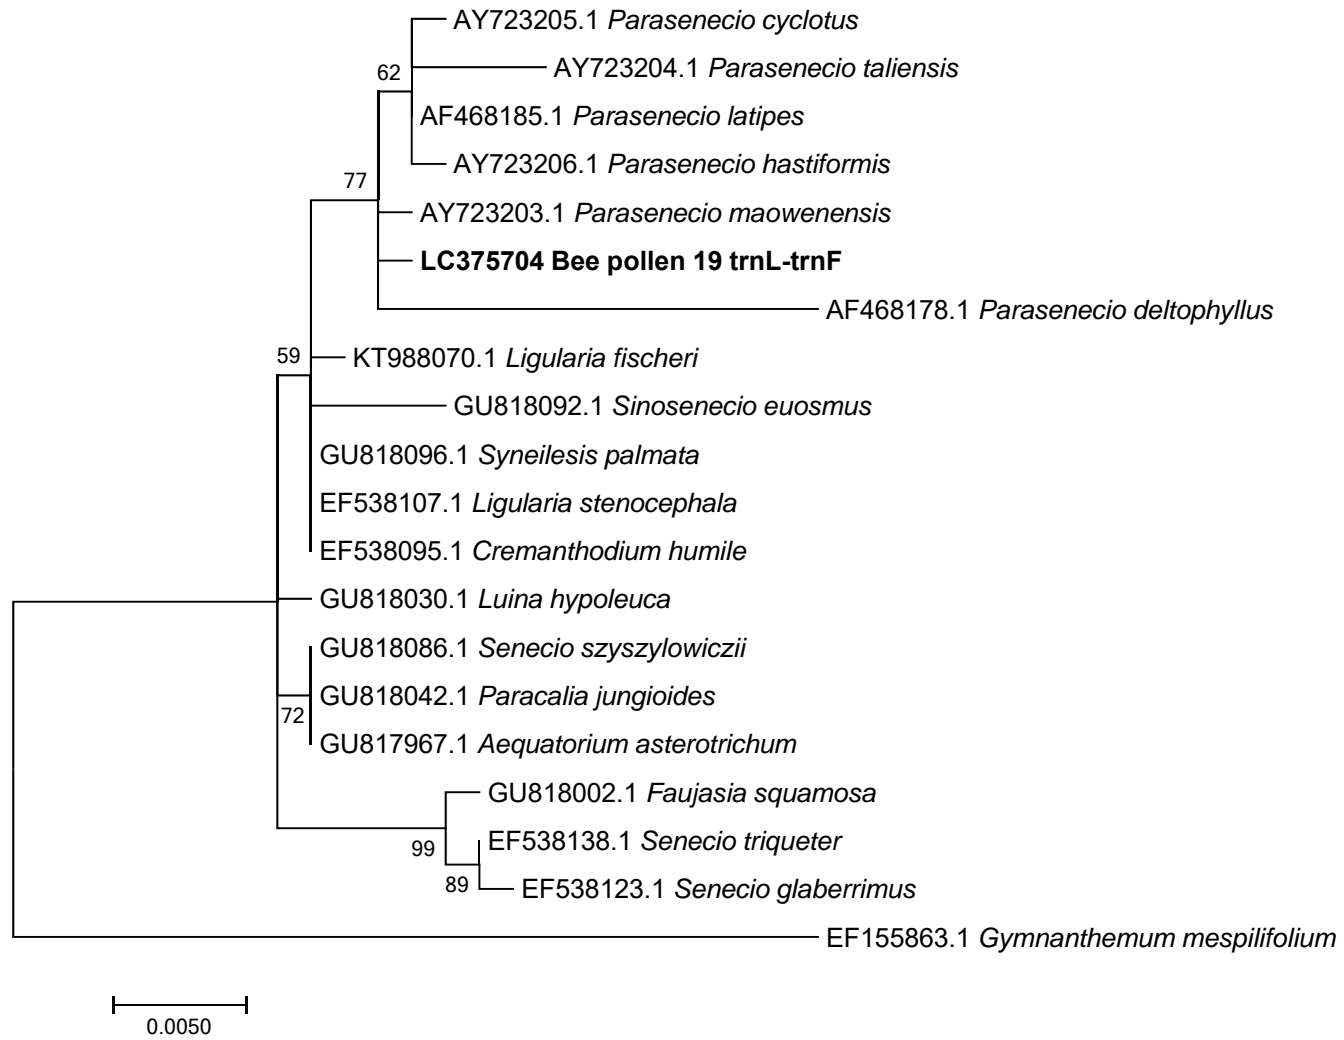 AY723205.1 Parasenecio cyclotus
AY723204.1 Parasenecio taliensis
62
AF468185.1 Parasenecio latipes
AY723206.1 Parasenecio hastiformis
77
AY723203.1 Parasenecio maowenensis
LC375704 Bee pollen 19 trnL-trnF
AF468178.1 Parasenecio deltophyllus
59
KT988070.1 Ligularia fischeri
GU818092.1 Sinosenecio euosmus
GU818096.1 Syneilesis palmata
EF538107.1 Ligularia stenocephala
EF538095.1 Cremanthodium humile
GU818030.1 Luina hypoleuca
GU818086.1 Senecio szyszylowiczii
GU818042.1 Paracalia jungioides
72
GU817967.1 Aequatorium asterotrichum
GU818002.1 Faujasia squamosa
EF538138.1 Senecio triqueter
99
89
EF538123.1 Senecio glaberrimus
EF155863.1 Gymnanthemum mespilifolium
0.0050